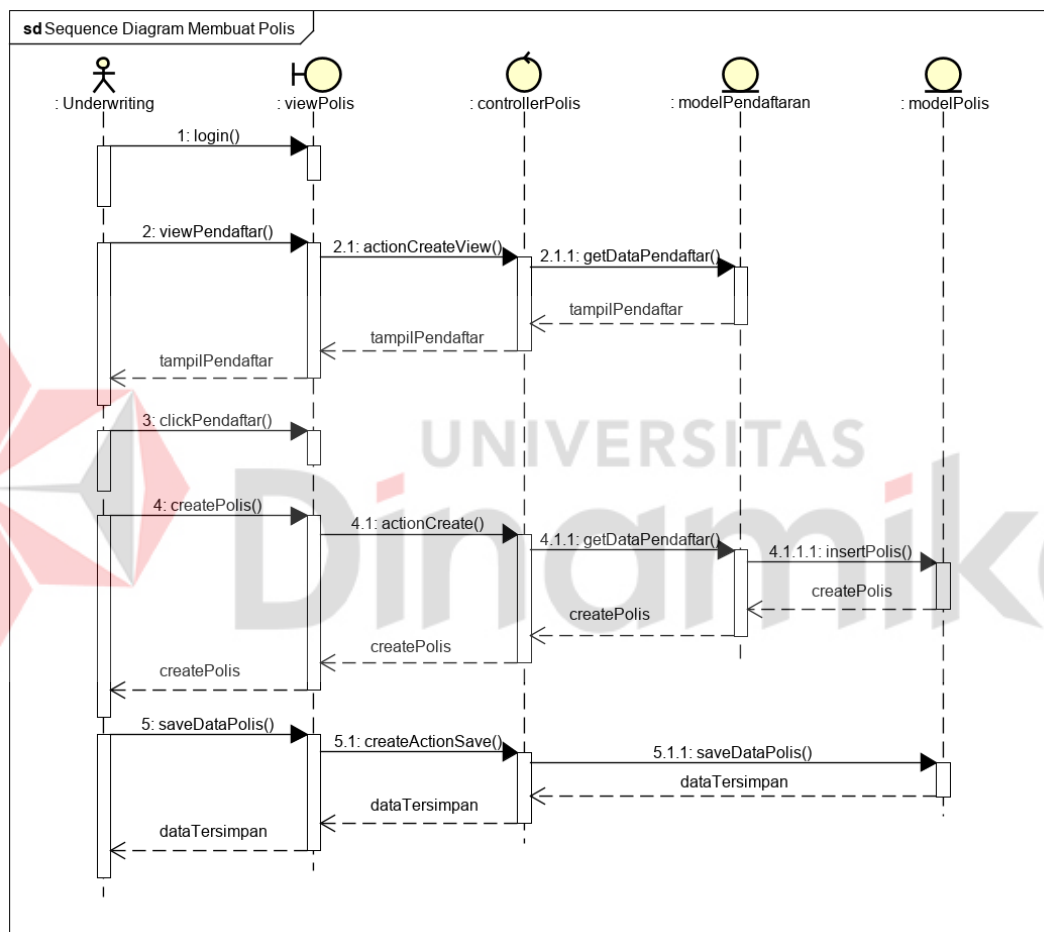 sd Sequence Diagram Membuat Polis
: Underwriting
: viewPolis
: controllerPolis
: modelPendaftaran
: modelPolis
1: login()
2: viewPendaftar()
2.1: actionCreateView()
2.1.1: getDataPendaftar()
tampilPendaftar
tampilPendaftar
tampilPendaftar
3: clickPendaftar()
UNIVERSITAS
Dinamika
4: createPolis()
4.1: actionCreate()
4.1.1: getDataPendaftar()
4.1.1.1: insertPolis()
createPolis
createPolis
createPolis
createPolis
5: saveDataPolis()
5.1: createActionSave()
5.1.1: saveDataPolis()
dataTersimpan
dataTersimpan
dataTersimpan